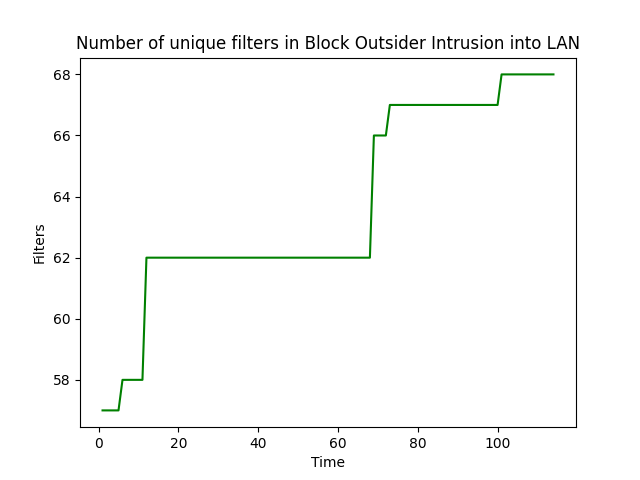 Number of unique filters in Block Outsider Intrusion into LAN
68
66
64
62
60
58
Filters
0 20 40 60 80 100
Time